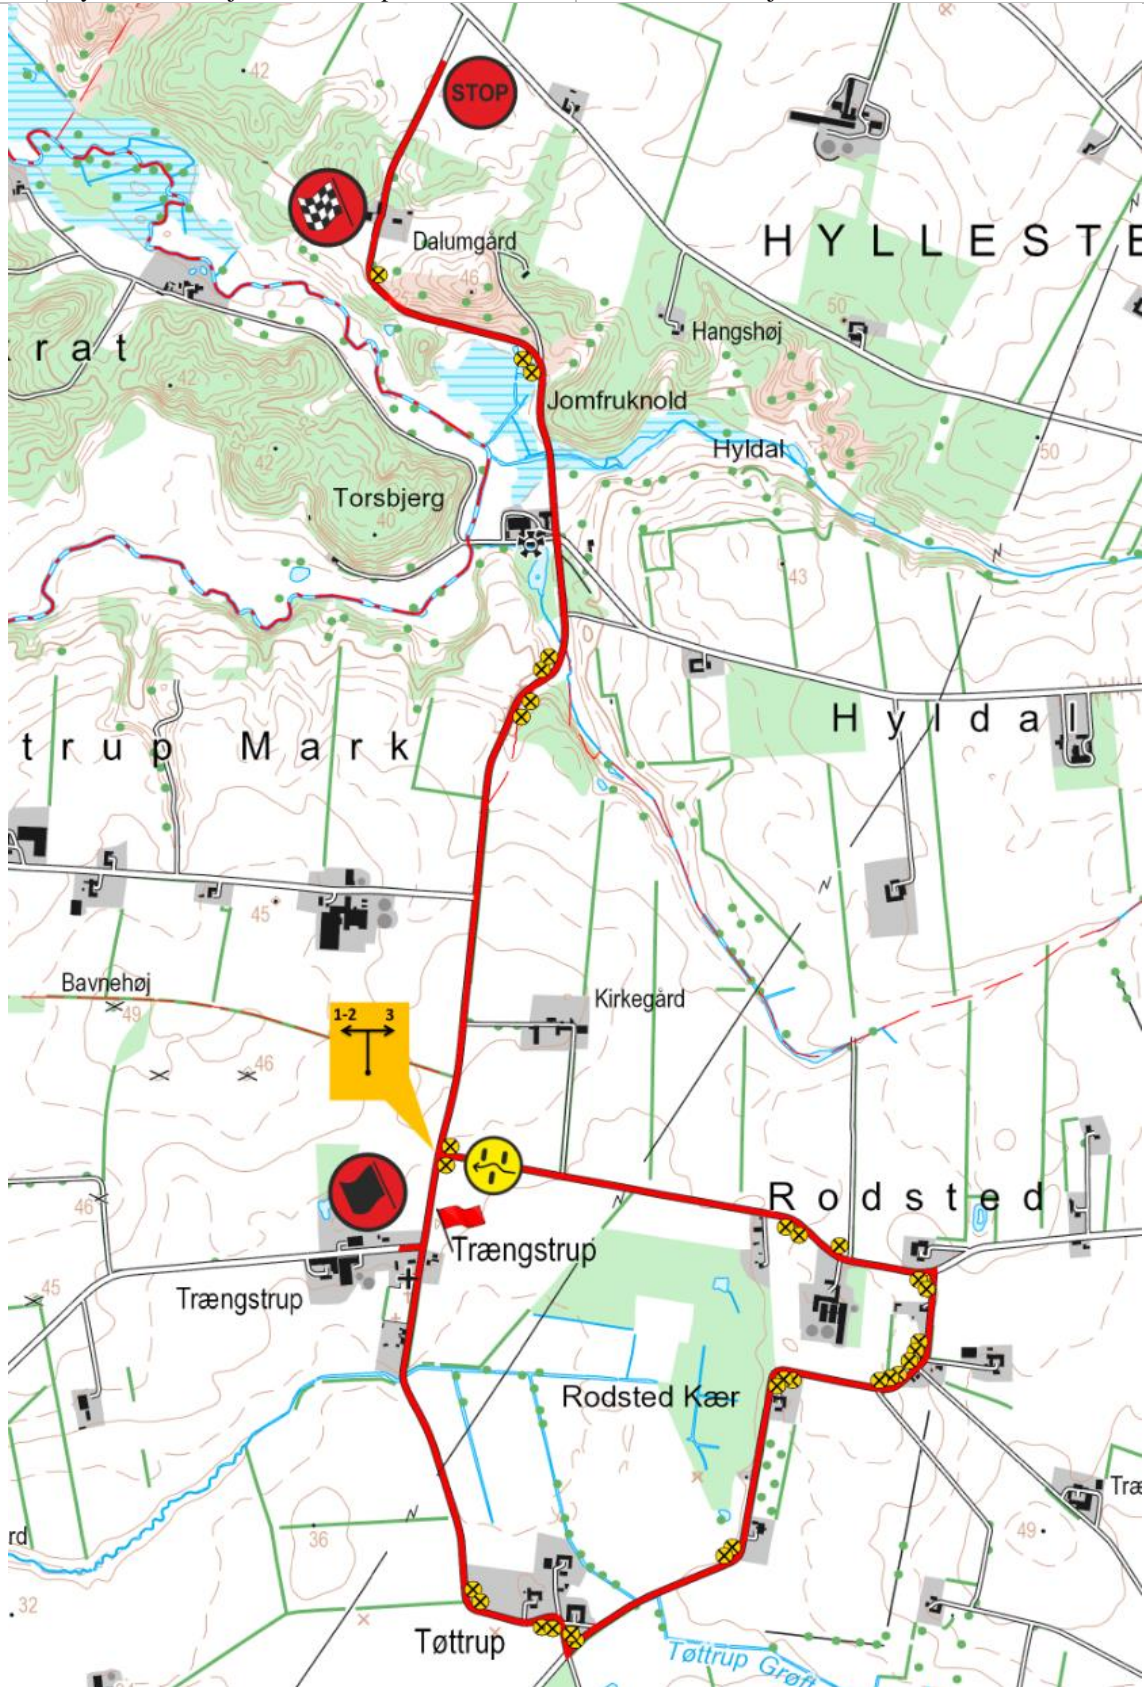 42
STOP
HYLLESTE
Dalumgård
46
50
Hangshøj
rat
42
Jomfruknold
42
Hyldal
50
Torsbjerg
40
43
Hyldal
trup Mark
45
Bavnehøj
49
Kirkegård
1-2 3
46
46
Rodsted
Trængstrup
45
Trængstrup
Rodsted Kær
Træ
36
49
rd
32
Tøttrup
Tøttrup Grøft